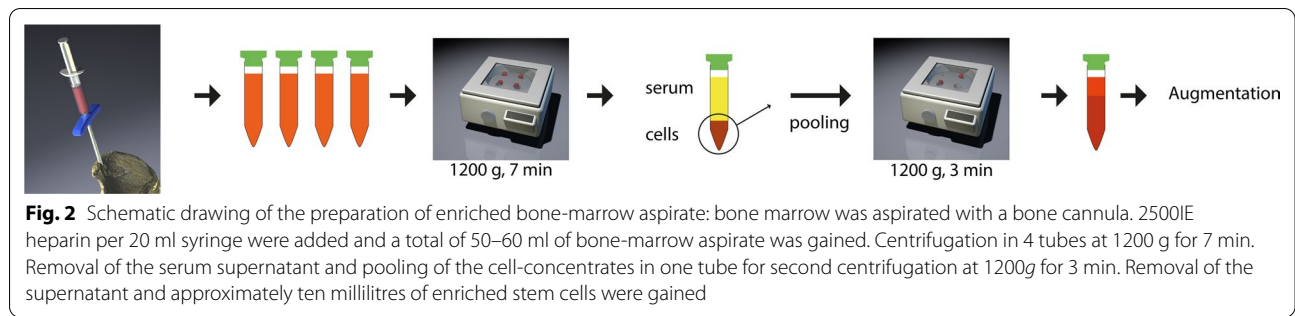 serum
cells
pooling
Augmentation
1200 g, 7 min
1200 g, 3 min
Fig. 2 Schematic drawing of the preparation of enriched bone-marrow aspirate: bone marrow was aspirated with a bone cannula. 2500IE
heparin per 20 ml syringe were added and a total of 50–60 ml of bone-marrow aspirate was gained. Centrifugation in 4 tubes at 1200 g for 7 min.
Removal of the serum supernatant and pooling of the cell-concentrates in one tube for second centrifugation at 1200g for 3 min. Removal of the
supernatant and approximately ten millilitres of enriched stem cells were gained